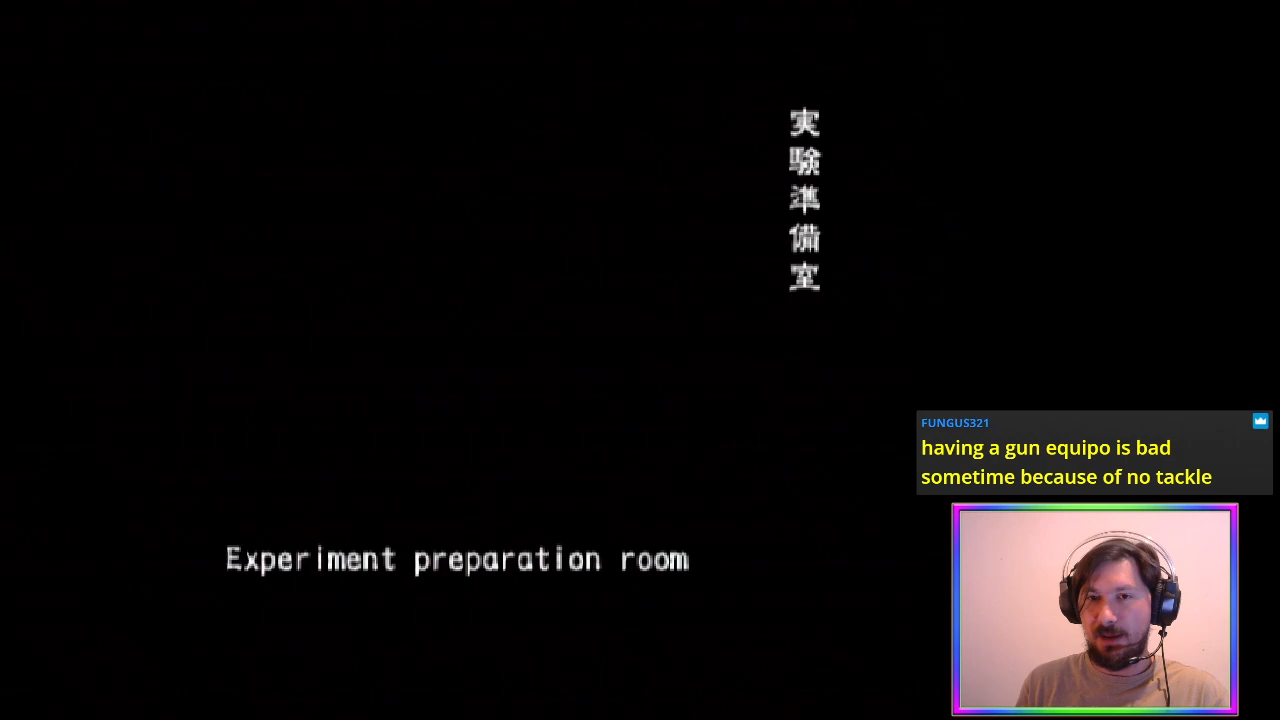 実験準備室
FUNGUS321
having a gun equipo is bad
sometime because of no tackle
Experiment preparation room